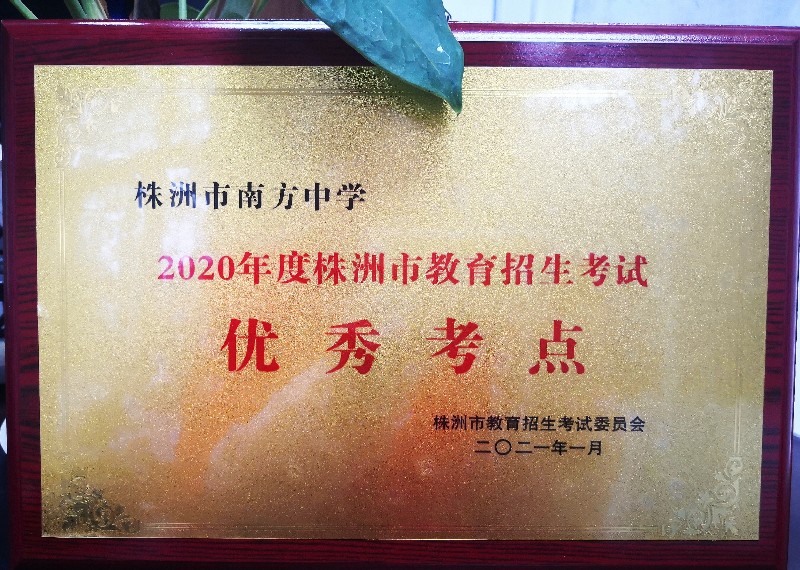 株洲市南方中学
2020年度株洲市教育招生考试
优秀考点
株洲市教育招生考试委员会
二〇二一年一月